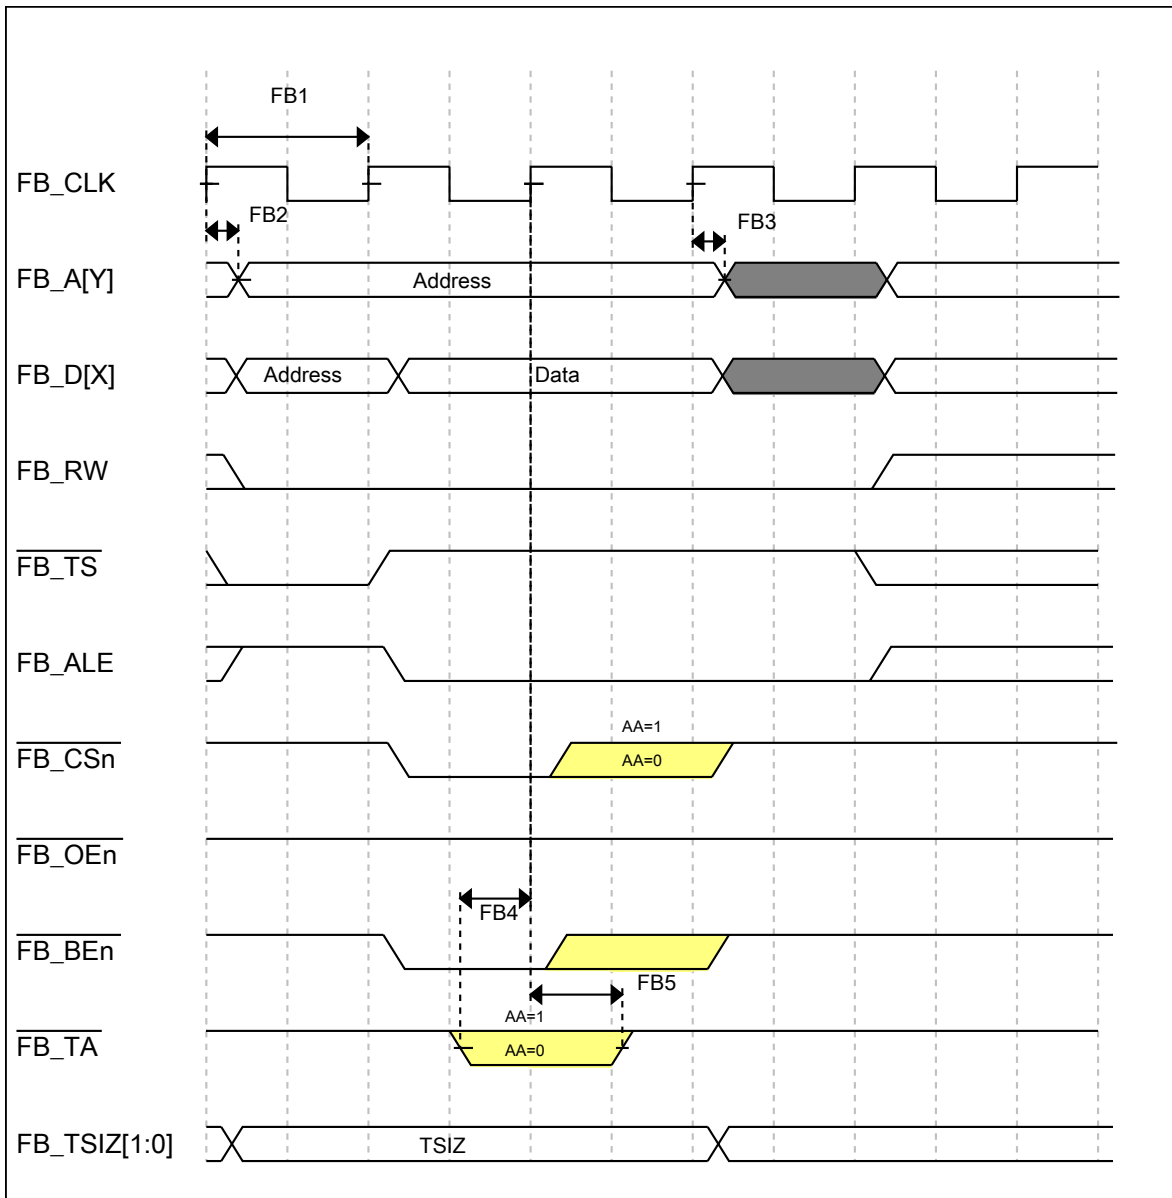 FB1
FB_CLK
FB2
FB3
FB_A[Y]
Address
FB_D[X]
Address
Data
FB_RW
FB_TS
FB_ALE
AA=1
FB_CSn
AA=0
FB_OEn
FB4
FB_BEn
FB5
AA=1
FB_TA
AA=0
FB_TSIZ[1:0]
TSIZ